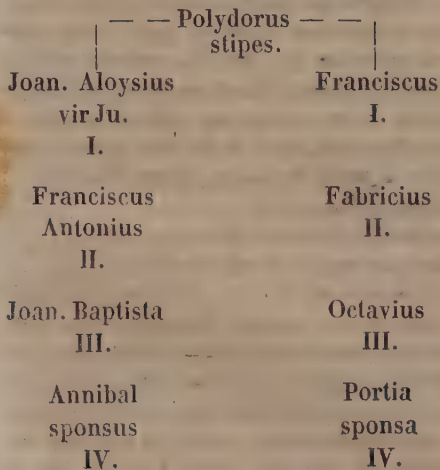 Polydorus
stipes.
Joan. Aloysius
vir Ju.
I.
Franciscus
I.
Franciscus
Antonius
II.
Fabricius
II.
Joan. Baptista
III.
Octavius
III.
Annibal
sponsus
IV.
Portia
sponsa
IV.